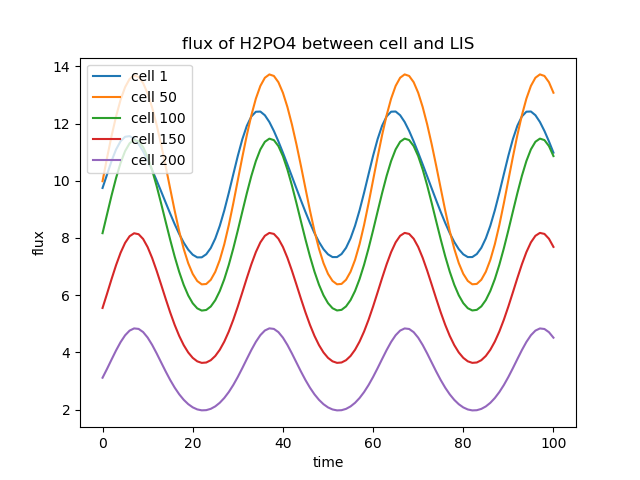 flux of H2PO4 between cell and LIS
cell 1
cell 50
cell 100
cell 150
cell 200
14
12
10
8
6
4
2
flux
0 20 40 60 80 100
time